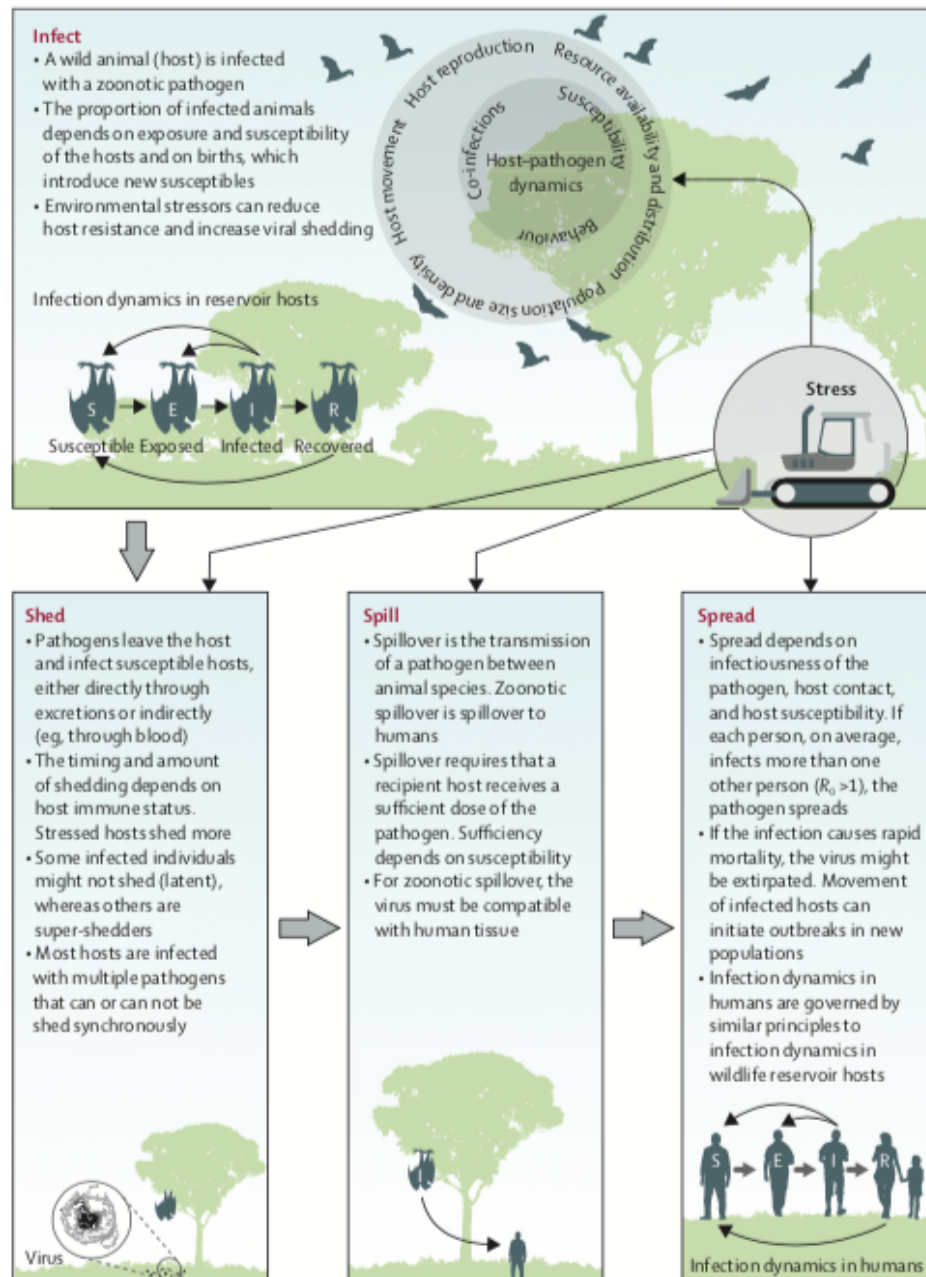 Infect
• A wild animal (host) is infected
with a zoonotic pathogen
• The proportion of infected animals
depends on exposure and susceptibility
of the hosts and on births, which
introduce new susceptibles
• Environmental stressors can reduce
host resistance and increase viral shedding
Host reproduction
Resource availability and distribution
Population size and density
Host movement
Co-infections
Susceptibility
Behaviour
Host–pathogen
dynamics
Infection dynamics in reservoir hosts
S E I R
Susceptible Exposed Infected Recovered
Stress
Shed
• Pathogens leave the host
and infect susceptible hosts,
either directly through
excretions or indirectly
(eg, through blood)
• The timing and amount
of shedding depends on
host immune status.
Stressed hosts shed more
• Some infected individuals
might not shed (latent),
whereas others are
super-shedders
• Most hosts are infected
with multiple pathogens
that can or can not be
shed synchronously
Virus
Spill
• Spillover is the transmission
of a pathogen between
animal species. Zoonotic
spillover is spillover to
humans
• Spillover requires that a
recipient host receives a
sufficient dose of the
pathogen. Sufficiency
depends on susceptibility
• For zoonotic spillover, the
virus must be compatible
with human tissue
Spread
• Spread depends on
infectiousness of the
pathogen, host contact,
and host susceptibility. If
each person, on average,
infects more than one
other person (R₀ >1), the
pathogen spreads
• If the infection causes rapid
mortality, the virus might
be extirpated. Movement
of infected hosts can
initiate outbreaks in new
populations
• Infection dynamics in
humans are governed by
similar principles to
infection dynamics in
wildlife reservoir hosts
S E I R
Infection dynamics in humans